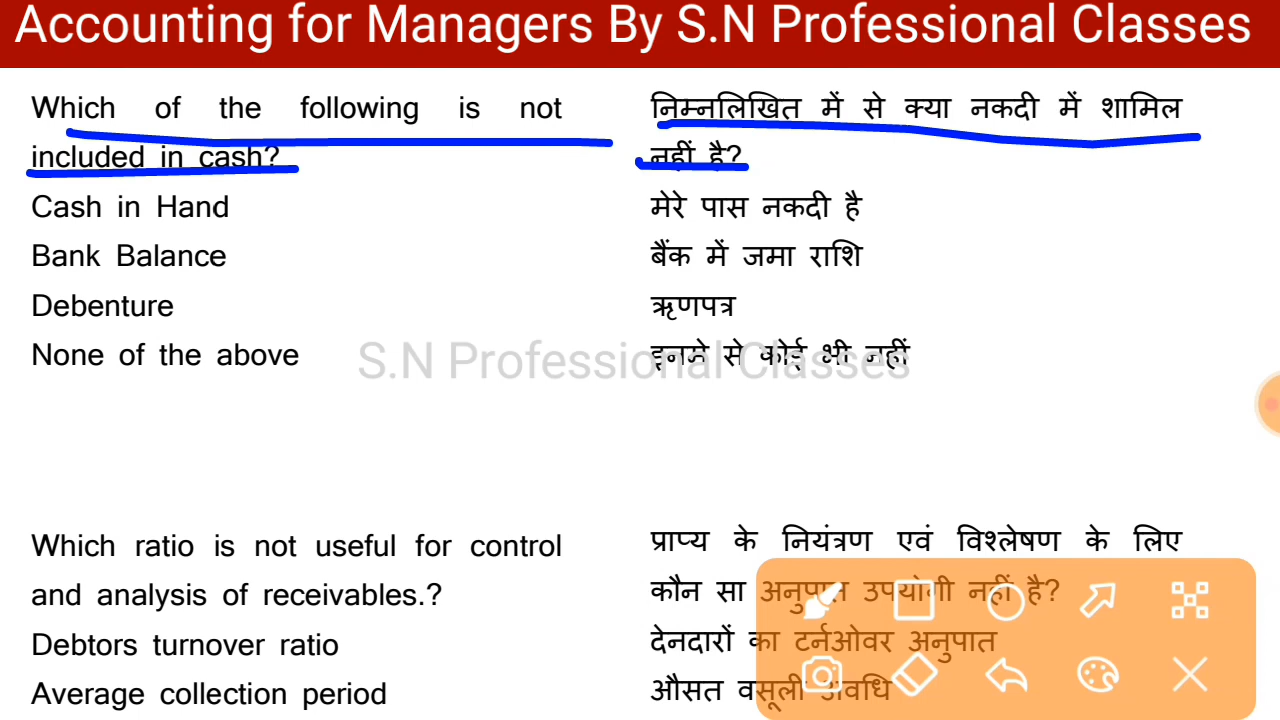 Accounting for Managers By S.N Professional Classes
Which of the following is not
included in cash?
Cash in Hand
Bank Balance
Debenture
None of the above
निम्नलिखित में से क्या नकदी में शामिल
नहीं है?
मेरे पास नकदी है
बैंक में जमा राशि
ऋणपत्र
इनमे से कोई भी नहीं
S.N Professional Classes
Which ratio is not useful for control
and analysis of receivables.?
Debtors turnover ratio
Average collection period
प्राप्य के नियंत्रण एवं विश्लेषण के लिए
कौन सा अनुपात उपयोगी नहीं है?
देनदारों का टर्नओवर अनुपात
औसत वसूली अवधि